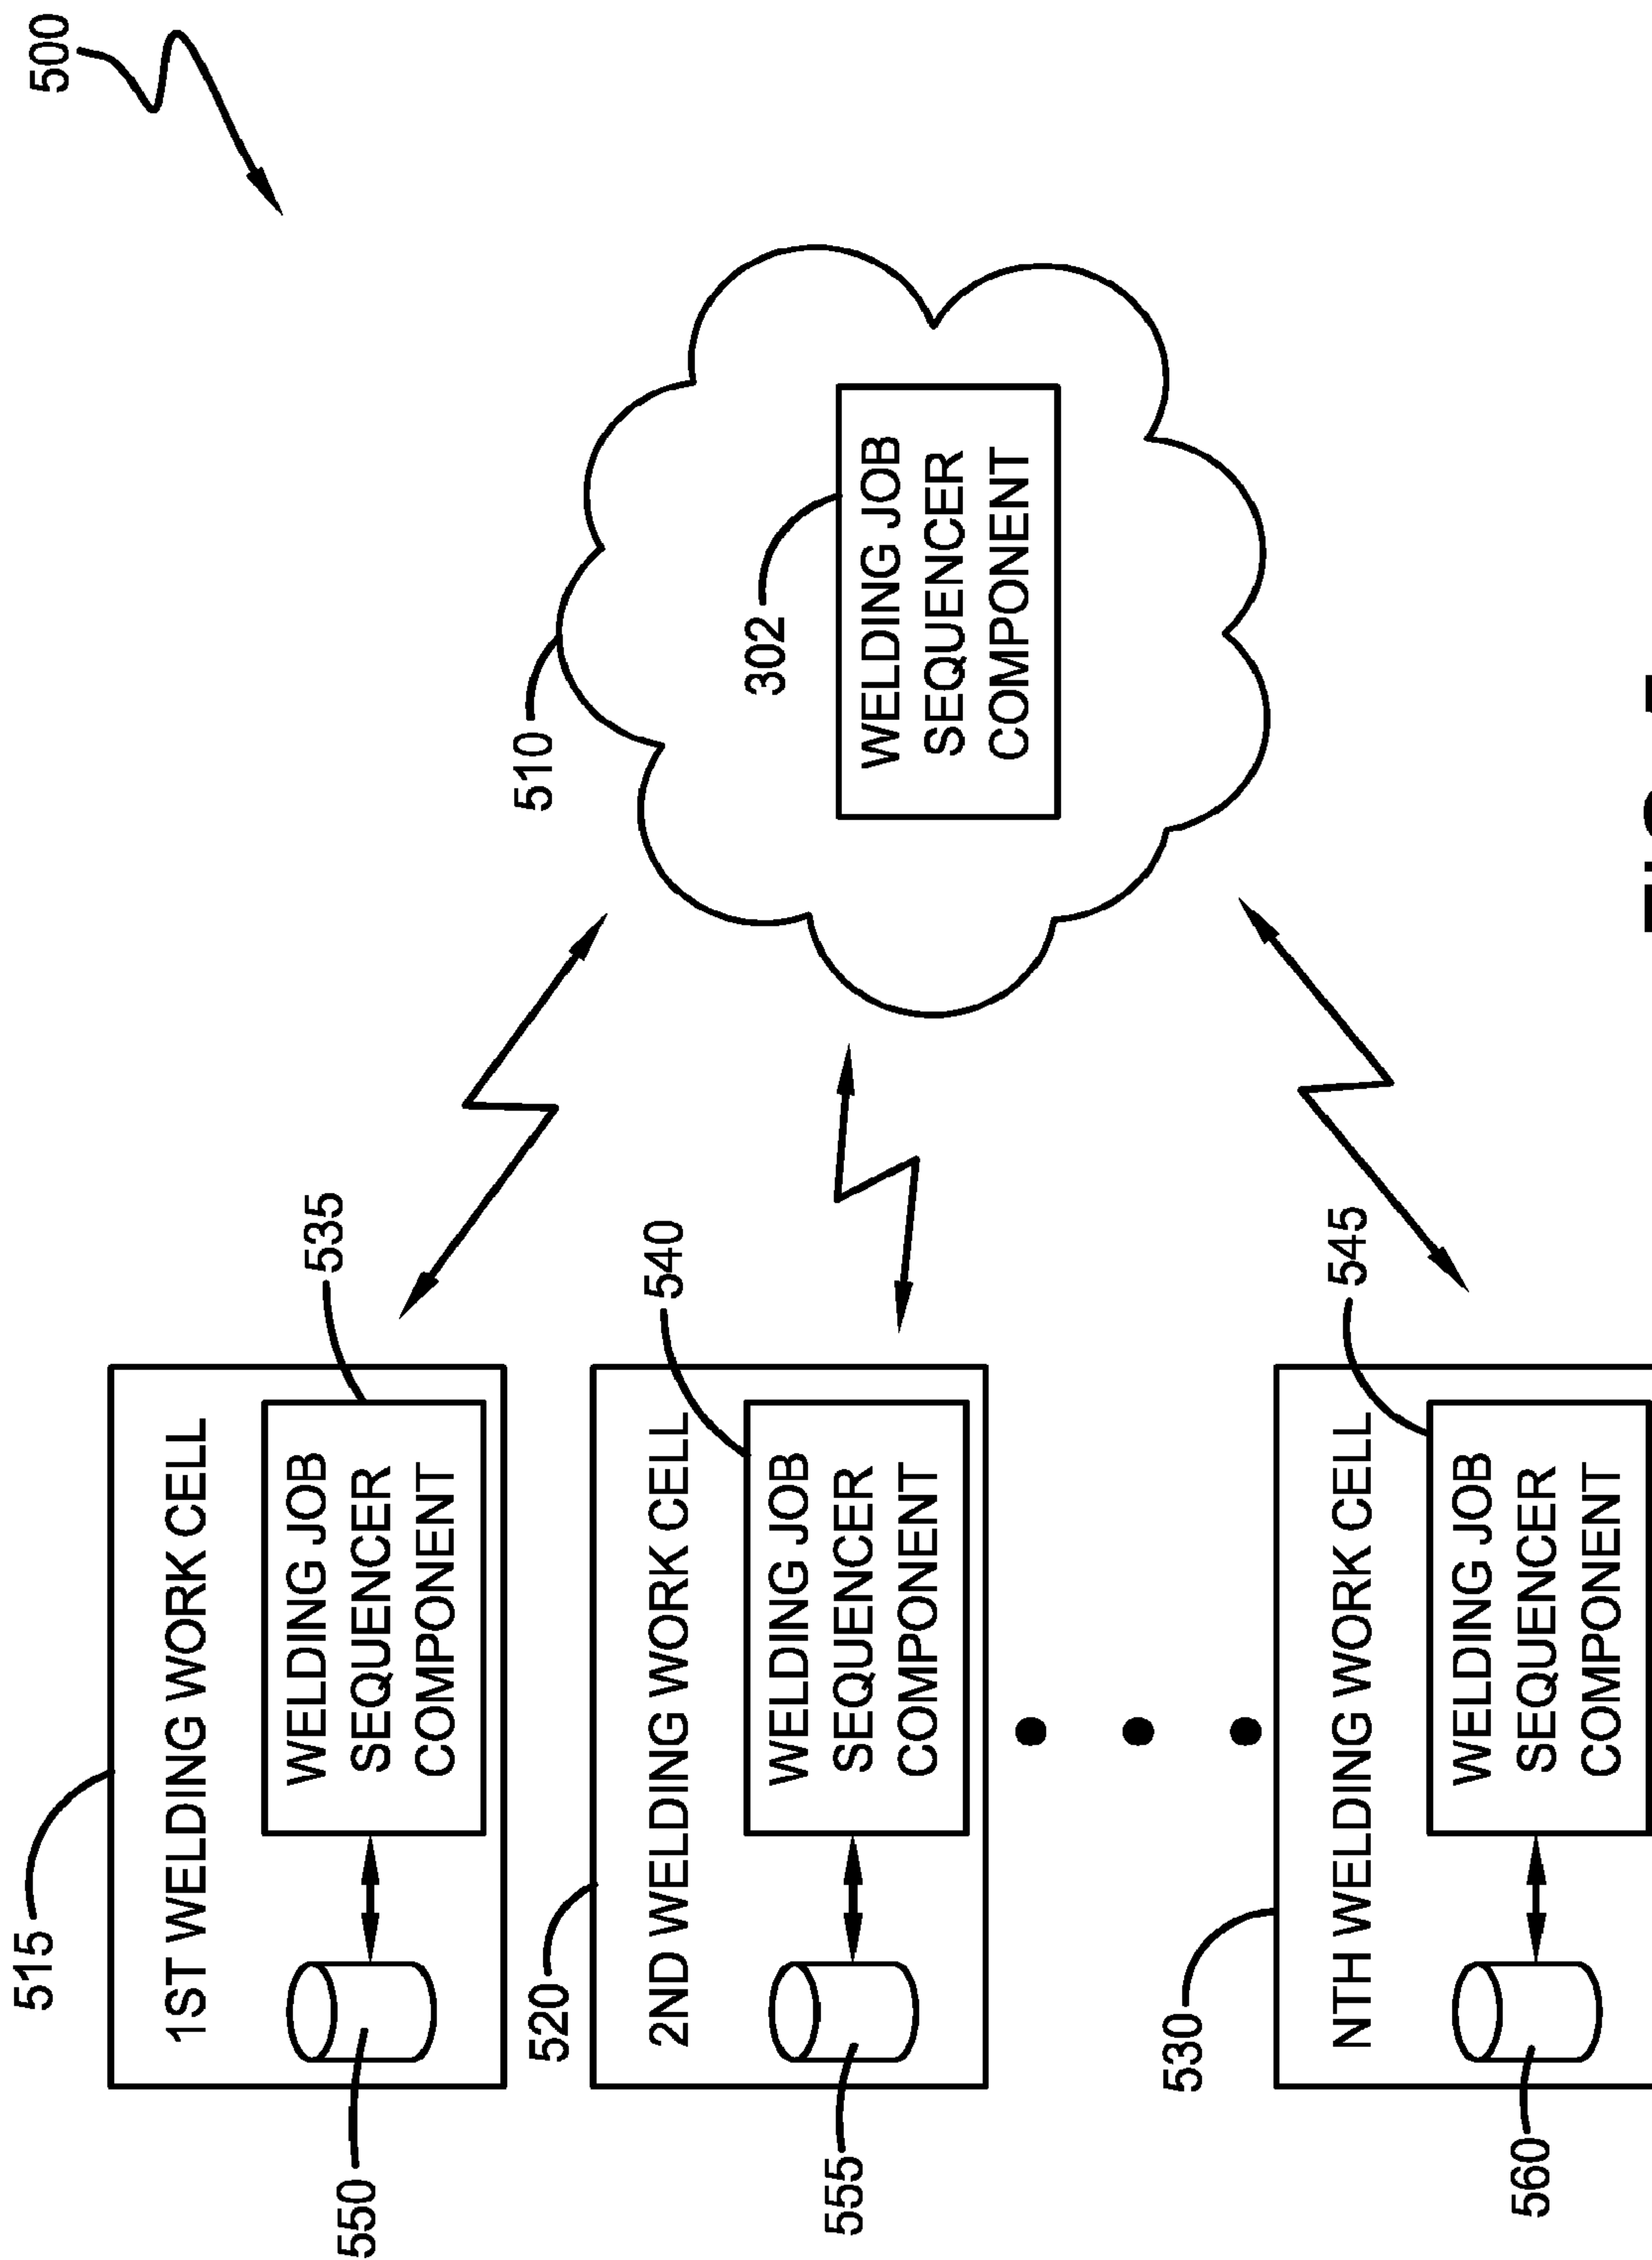 500
515
1ST WELDING WORK CELL
535
WELDING JOB
SEQUENCER
COMPONENT
550
510
302
WELDING JOB
SEQUENCER
COMPONENT
520
2ND WELDING WORK CELL
540
WELDING JOB
SEQUENCER
COMPONENT
555
530
NTH WELDING WORK CELL
545
WELDING JOB
SEQUENCER
COMPONENT
560